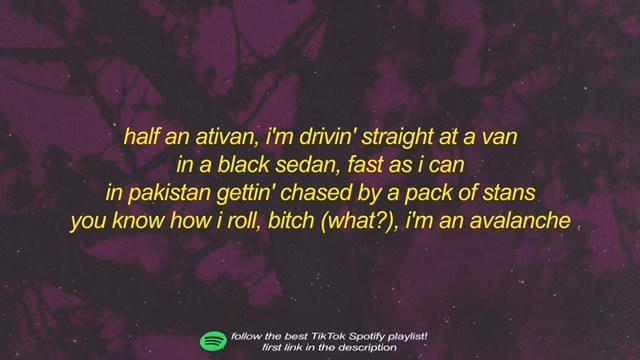 half an ativan, i'm drivin' straight at a van
in a black sedan, fast as i can
in pakistan gettin' chased by a pack of stans
you know how i roll, bitch (what?), i'm an avalanche
follow the best TikTok Spotify playlist!
first link in the description